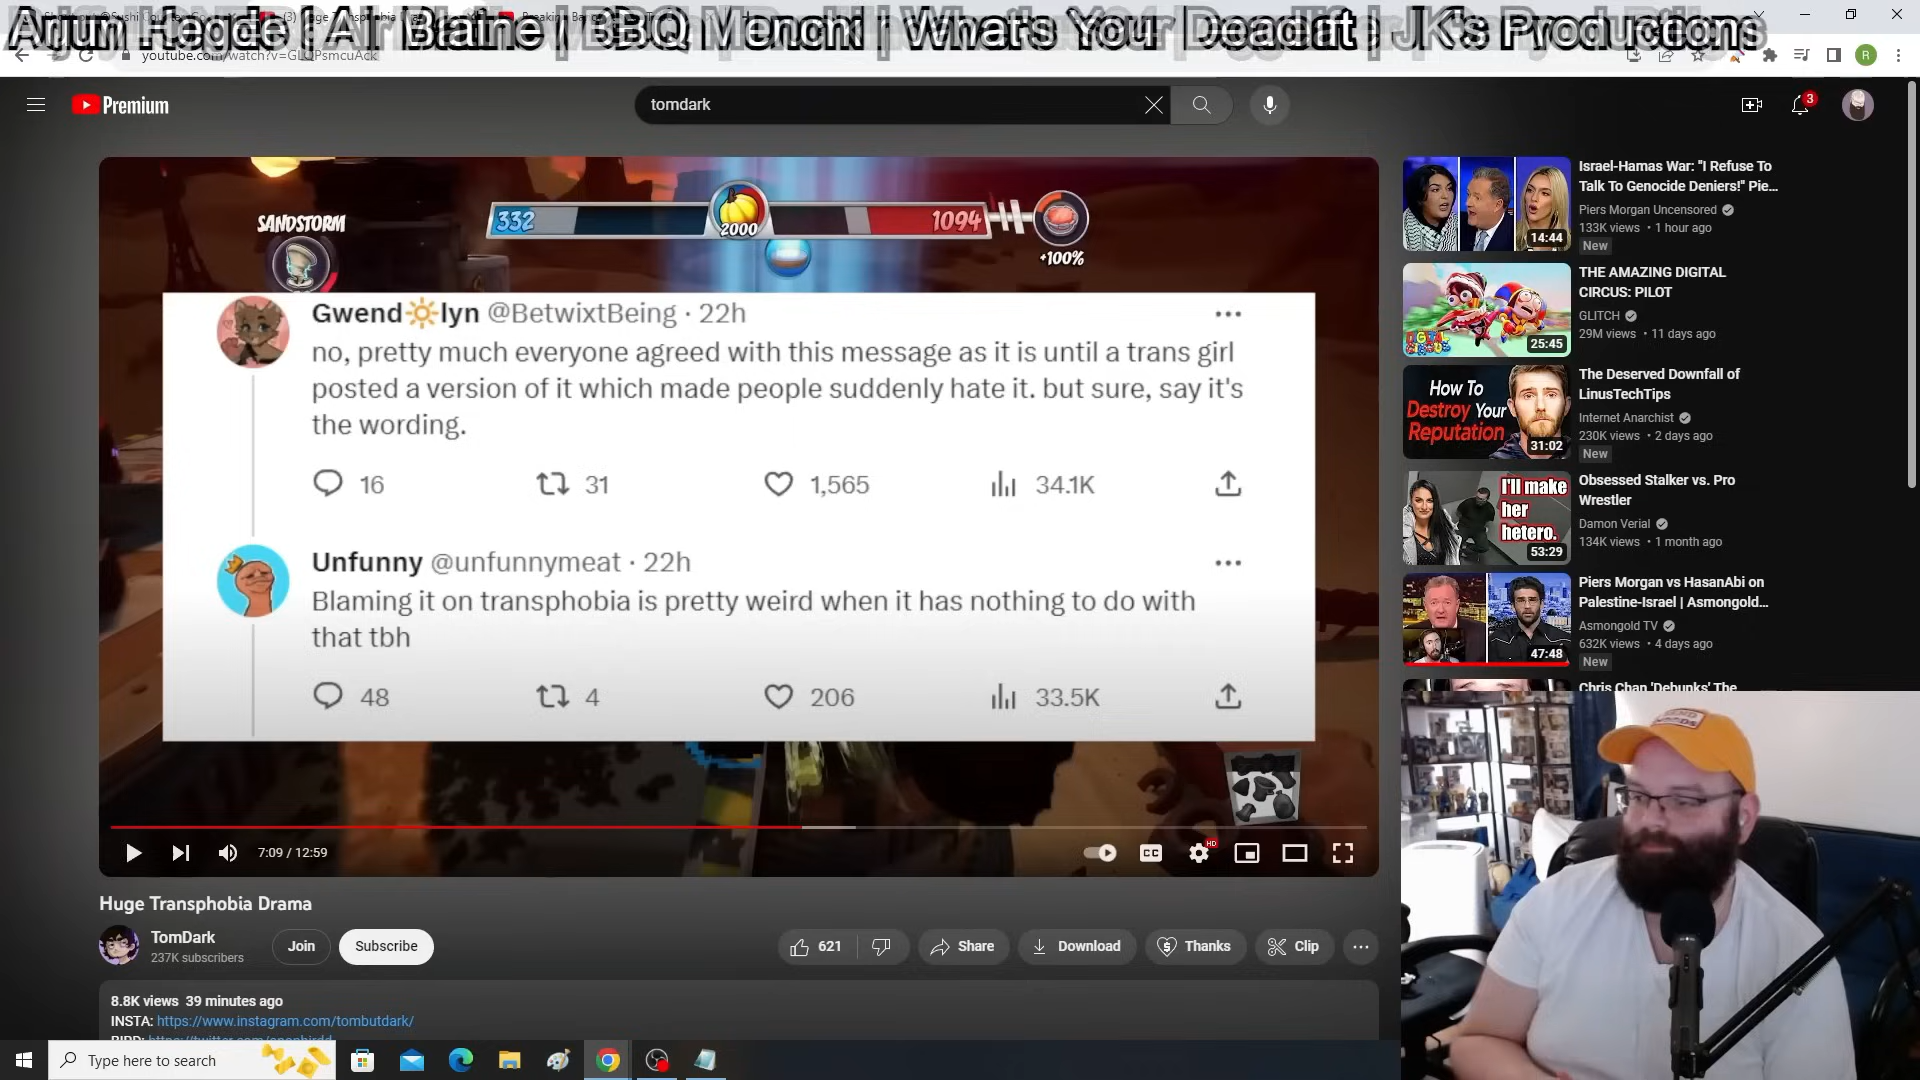 Arjun Hegde | Air Blaine | BBQ Menchi | What's Your Deadlift | JK's Productions
youtube.com/watch?v=GLQPsmcuAck
Premium
tomdark
3
SANDSTORM
332
2000
1094
+100%
Gwend lyn @BetwixtBeing · 22h
no, pretty much everyone agreed with this message as it is until a trans girl
posted a version of it which made people suddenly hate it. but sure, say it's
the wording.
16 31 1,565 34.1K
Unfunny @unfunnymeat · 22h
Blaming it on transphobia is pretty weird when it has nothing to do with
that tbh
48 4 206 33.5K
7:09 / 12:59
CC
HD
Huge Transphobia Drama
TomDark
237K subscribers
Join
Subscribe
621
Share
Download
Thanks
Clip
8.8K views 39 minutes ago
INSTA: https://www.instagram.com/tombutdark/
Israel-Hamas War: "I Refuse To
Talk To Genocide Deniers!" Pie...
Piers Morgan Uncensored
133K views • 1 hour ago
New
14:44
THE AMAZING DIGITAL
CIRCUS: PILOT
GLITCH
29M views • 11 days ago
25:45
How To
Destroy Your
Reputation
31:02
The Deserved Downfall of
LinusTechTips
Internet Anarchist
230K views • 2 days ago
New
I'll make
her
hetero.
53:29
Obsessed Stalker vs. Pro
Wrestler
Damon Verial
134K views • 1 month ago
47:48
Piers Morgan vs HasanAbi on
Palestine-Israel | Asmongold...
Asmongold TV
632K views • 4 days ago
New
Chris Chan 'Debunks' The
Type here to search
R